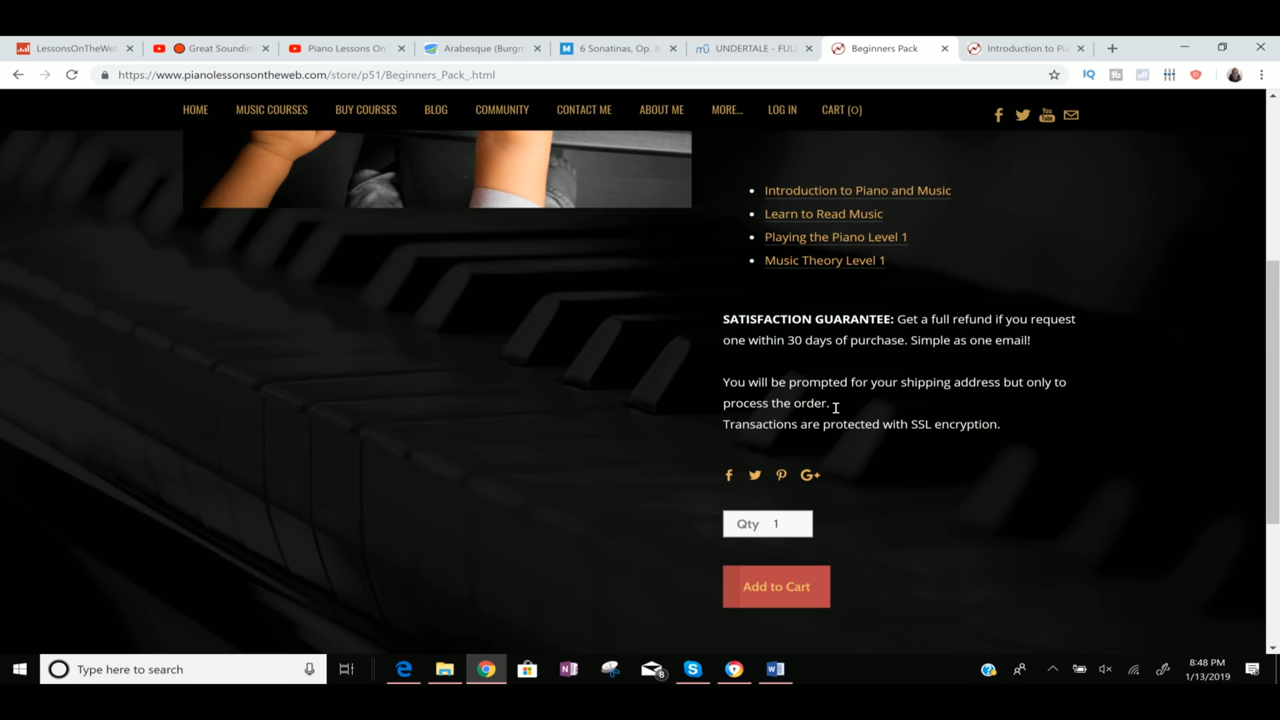 LessonsOnTheWeb
Great Soundin
Piano Lessons On
Arabesque (Burgm
6 Sonatinas, Op. 3
UNDERTALE - FULL
Beginners Pack
Introduction to Pi
https://www.pianolessonsontheweb.com/store/p51/Beginners_Pack_.html
HOME MUSIC COURSES BUY COURSES BLOG COMMUNITY CONTACT ME ABOUT ME MORE... LOG IN CART (0)
Introduction to Piano and Music
Learn to Read Music
Playing the Piano Level 1
Music Theory Level 1
SATISFACTION GUARANTEE: Get a full refund if you request
one within 30 days of purchase. Simple as one email!
You will be prompted for your shipping address but only to
process the order.
Transactions are protected with SSL encryption.
Qty 1
Add to Cart
Type here to search
8:48 PM
1/13/2019